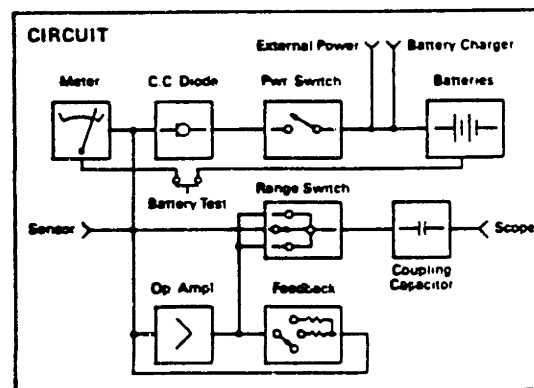 CIRCUIT
External Power
Battery Charger
Meter
C.C. Diode
Pwr Switch
Batteries
Battery Test
Range Switch
Sensor
Scope
Coupling
Capacitor
Op Ampl
Feedback